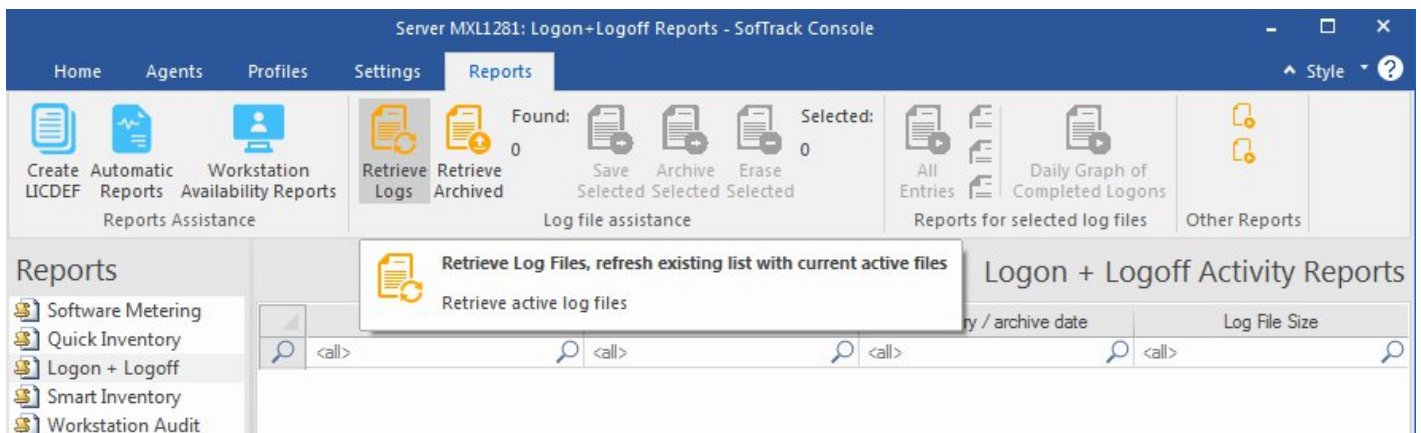 Server MXL1281: Logon+Logoff Reports - SofTrack Console
Home Agents Profiles Settings Reports Style ?
Create LICDEF
Automatic Reports
Workstation Availability Reports
Reports Assistance
Retrieve Logs
Retrieve Archived
Found:
0
Save Selected
Archive Selected
Erase Selected
Selected:
0
Log file assistance
All Entries
Daily Graph of Completed Logons
Reports for selected log files
Other Reports
Retrieve Log Files, refresh existing list with current active files
Retrieve active log files
Reports
Software Metering
Quick Inventory
Logon + Logoff
Smart Inventory
Workstation Audit
Logon + Logoff Activity Reports
/ archive date
Log File Size
<all>
<all>
<all>
<all>